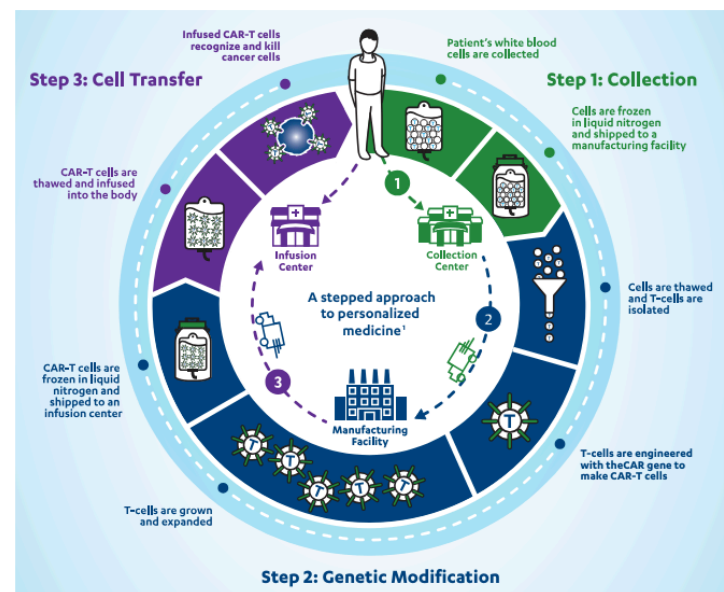 Infused CAR-T cells
recognize and kill
cancer cells
Patient's white blood
cells are collected
Step 3: Cell Transfer
Step 1: Collection
Cells are frozen
in liquid nitrogen
and shipped to a
manufacturing facility
CAR-T cells are
thawed and infused
into the body
1
Infusion
Center
Collection
Center
Cells are thawed
and T-cells are
isolated
A stepped approach
to personalized
medicine¹
2
CAR-T cells are
frozen in liquid
nitrogen and
shipped to an
infusion center
3
Manufacturing
Facility
T
T-cells are engineered
with theCAR gene to
make CAR-T cells
T
T
T
T
T
T-cells are grown
and expanded
Step 2: Genetic Modification